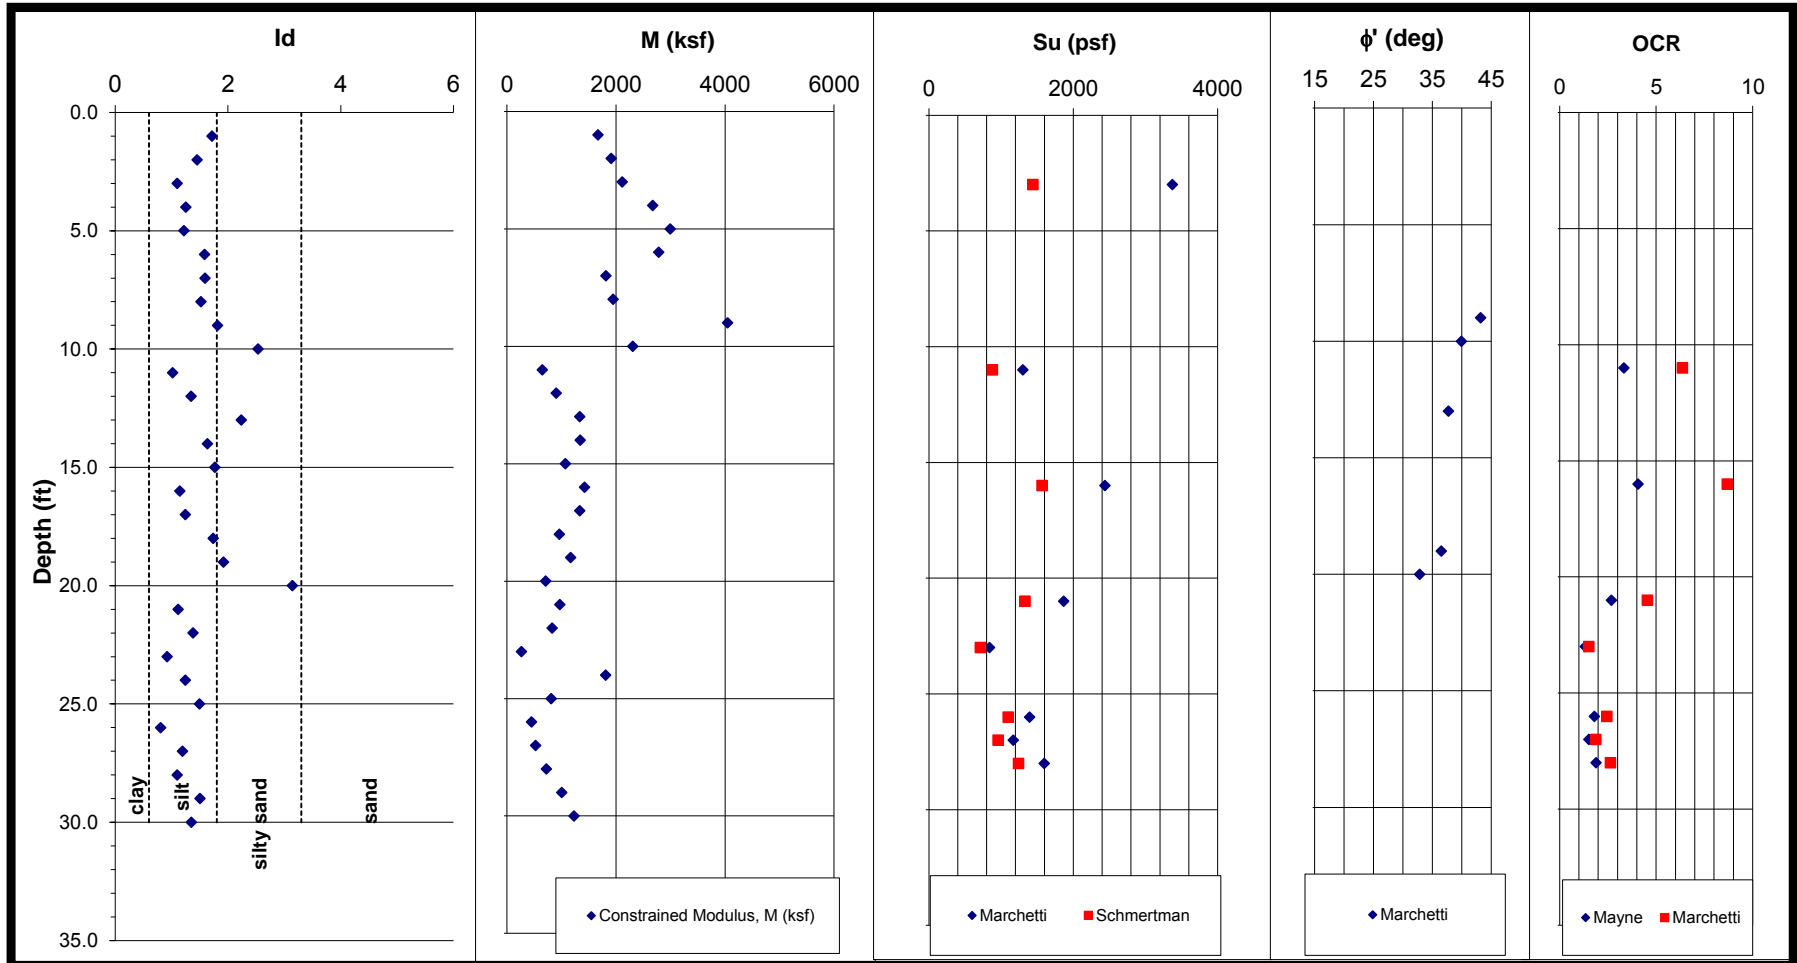 Id
M (ksf)
Su (psf)
ϕ' (deg)
OCR
0 2 4 6
0 2000 4000 6000
0 2000 4000
15 25 35 45
0 5 10
0.0
5.0
10.0
15.0
20.0
25.0
30.0
35.0
Depth (ft)
clay
silt
silty sand
sand
Constrained Modulus, M (ksf)
Marchetti Schmertman
Marchetti
Mayne Marchetti